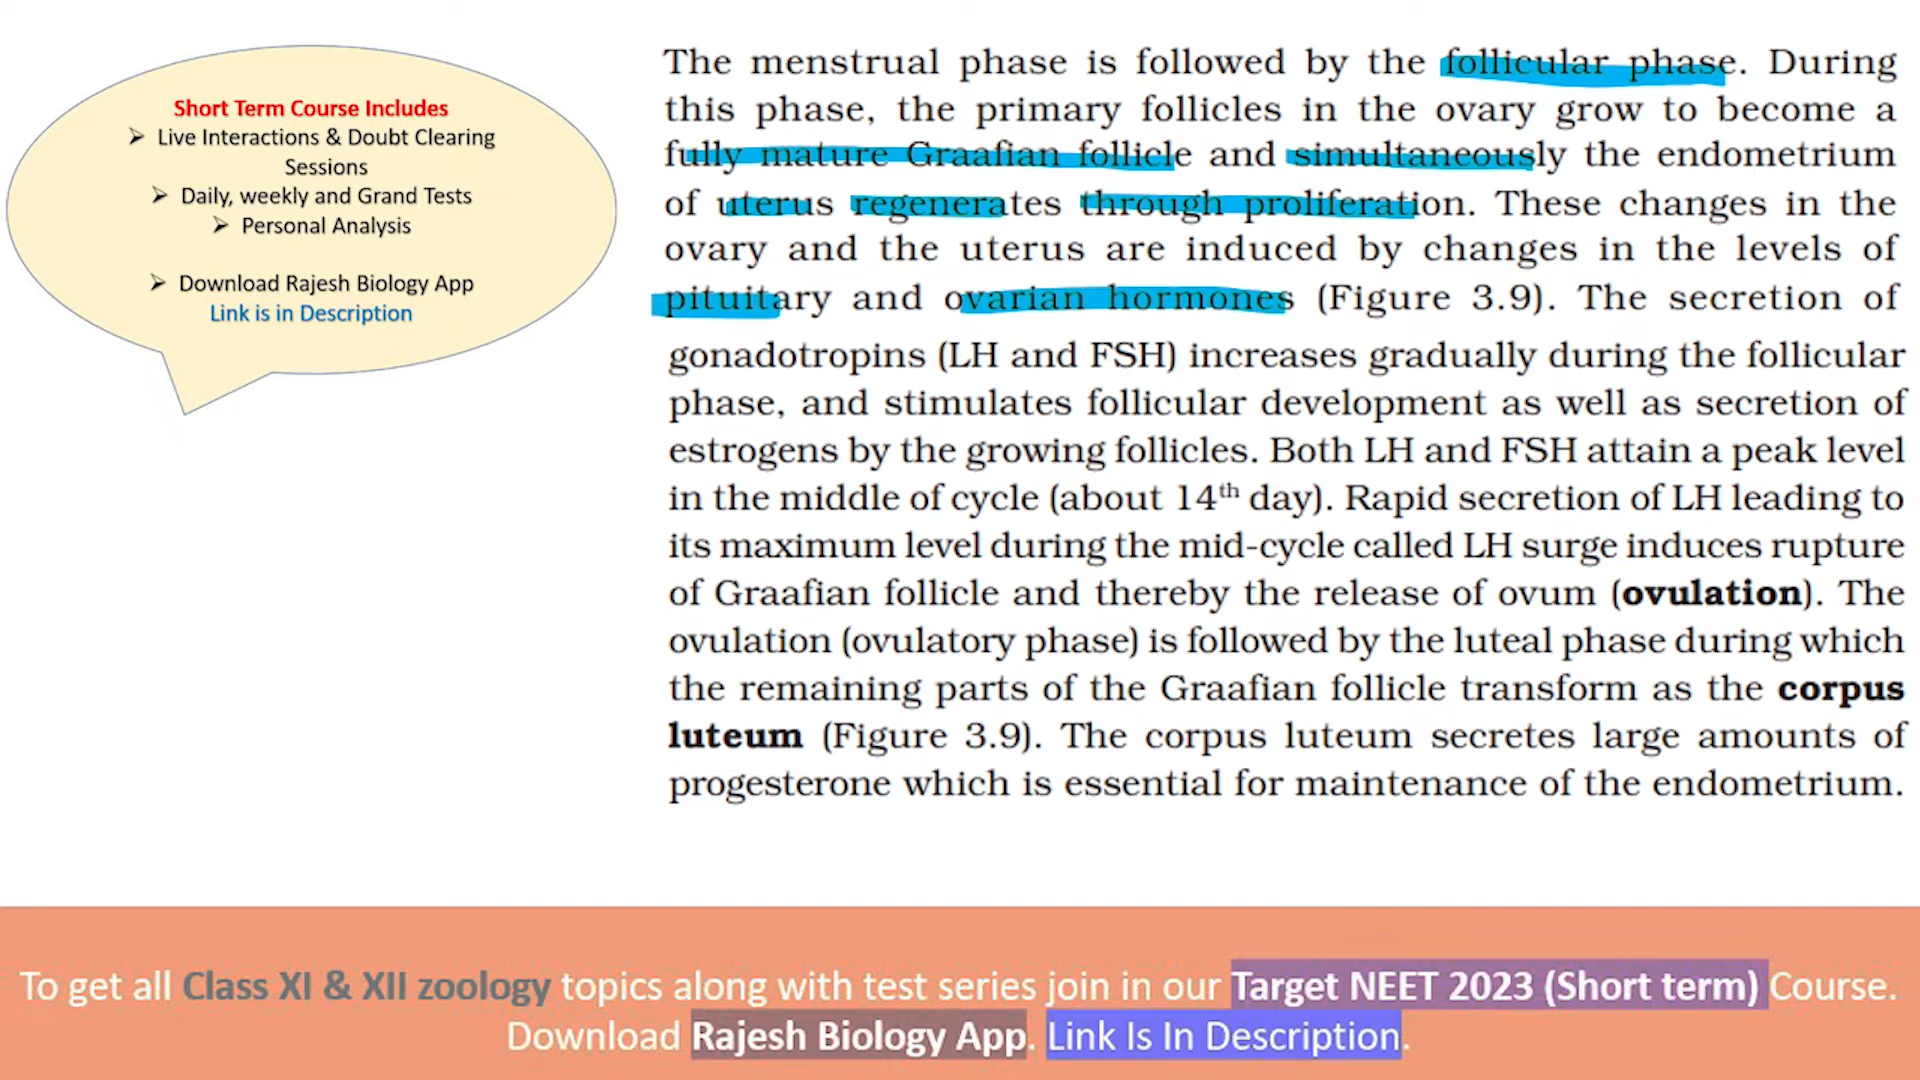 Short Term Course Includes
➢ Live Interactions & Doubt Clearing
Sessions
➢ Daily, weekly and Grand Tests
➢ Personal Analysis
➢ Download Rajesh Biology App
Link is in Description
The menstrual phase is followed by the follicular phase. During
this phase, the primary follicles in the ovary grow to become a
fully mature Graafian follicle and simultaneously the endometrium
of uterus regenerates through proliferation. These changes in the
ovary and the uterus are induced by changes in the levels of
pituitary and ovarian hormones (Figure 3.9). The secretion of
gonadotropins (LH and FSH) increases gradually during the follicular
phase, and stimulates follicular development as well as secretion of
estrogens by the growing follicles. Both LH and FSH attain a peak level
in the middle of cycle (about 14th day). Rapid secretion of LH leading to
its maximum level during the mid-cycle called LH surge induces rupture
of Graafian follicle and thereby the release of ovum (ovulation). The
ovulation (ovulatory phase) is followed by the luteal phase during which
the remaining parts of the Graafian follicle transform as the corpus
luteum (Figure 3.9). The corpus luteum secretes large amounts of
progesterone which is essential for maintenance of the endometrium.
To get all Class XI & XII zoology topics along with test series join in our Target NEET 2023 (Short term) Course.
Download Rajesh Biology App. Link Is In Description.